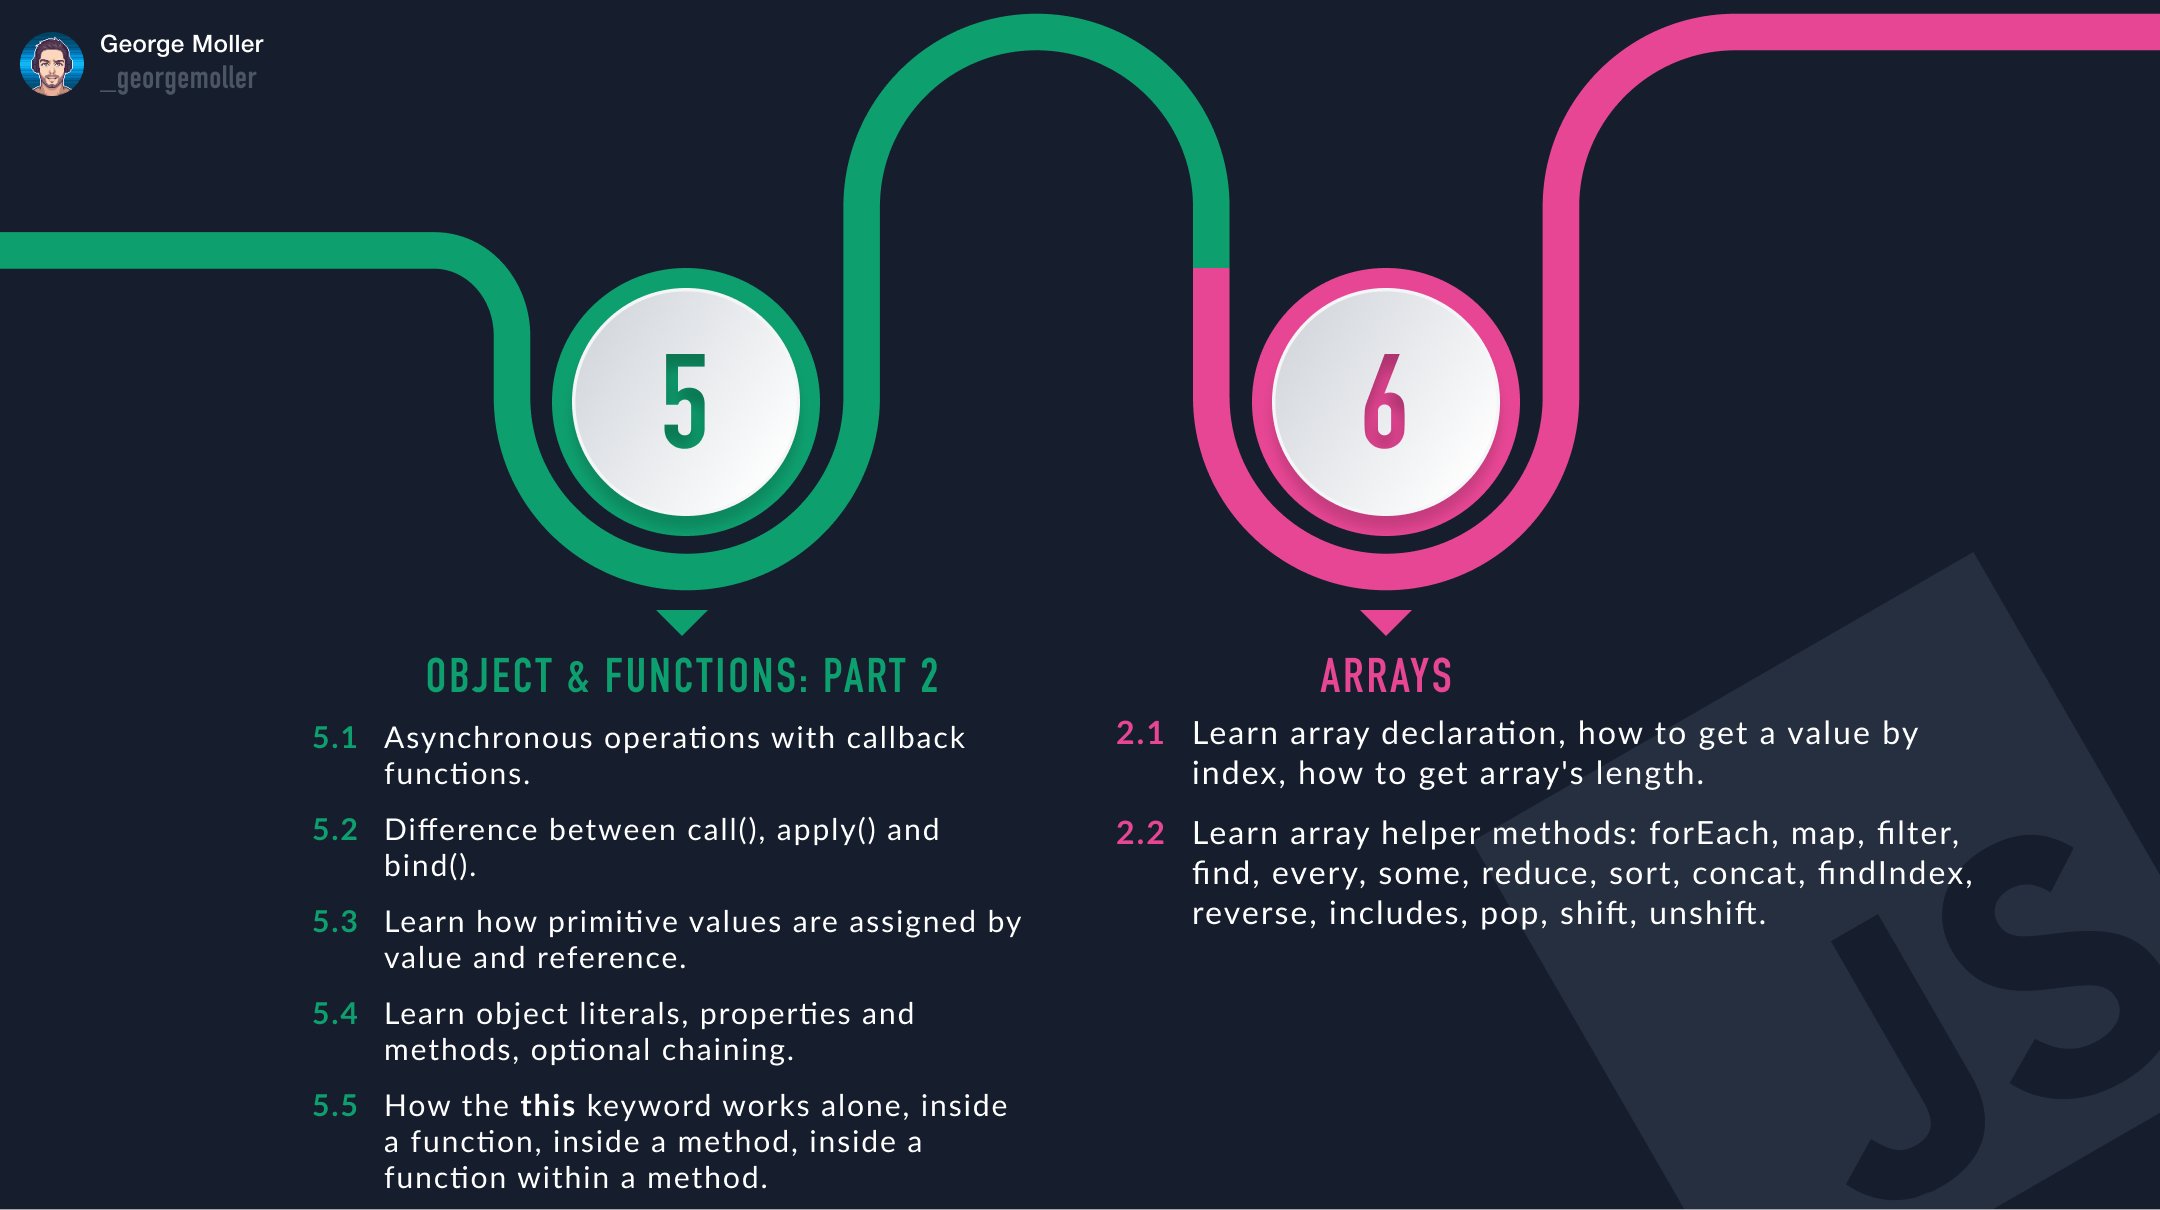 George Moller
_georgemoller
5
6
OBJECT & FUNCTIONS: PART 2
5.1 Asynchronous operations with callback
functions.
5.2 Difference between call(), apply() and
bind().
5.3 Learn how primitive values are assigned by
value and reference.
5.4 Learn object literals, properties and
methods, optional chaining.
5.5 How the this keyword works alone, inside
a function, inside a method, inside a
function within a method.
ARRAYS
2.1 Learn array declaration, how to get a value by
index, how to get array's length.
2.2 Learn array helper methods: forEach, map, filter,
find, every, some, reduce, sort, concat, findIndex,
reverse, includes, pop, shift, unshift.
JS